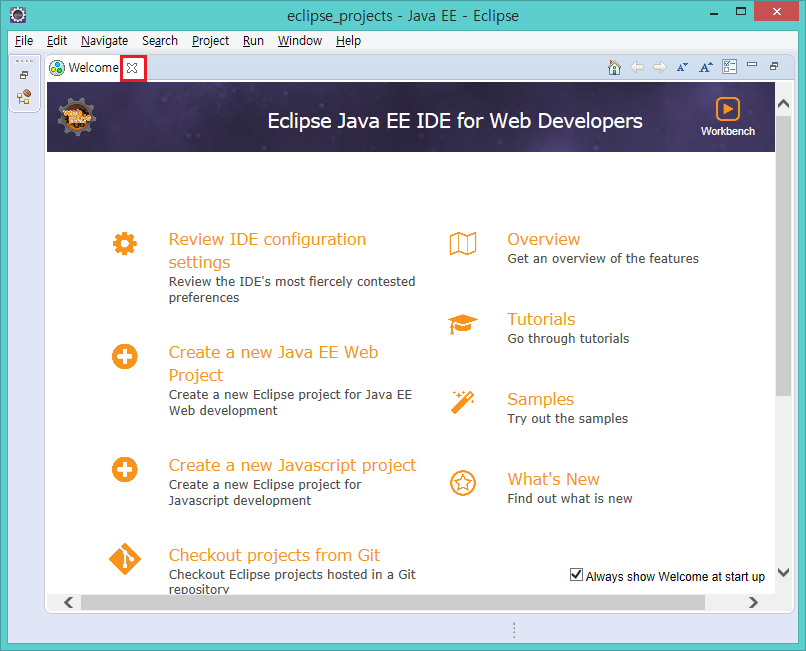 eclipse_projects - Java EE - Eclipse
File Edit Navigate Search Project Run Window Help
Welcome
Eclipse Java EE IDE for Web Developers
Workbench
Review IDE configuration
settings
Review the IDE's most fiercely contested
preferences
Overview
Get an overview of the features
Tutorials
Go through tutorials
Create a new Java EE Web
Project
Create a new Eclipse project for Java EE
Web development
Samples
Try out the samples
Create a new Javascript project
Create a new Eclipse project for
Javascript development
What's New
Find out what is new
Checkout projects from Git
Checkout Eclipse projects hosted in a Git
repository
Always show Welcome at start up